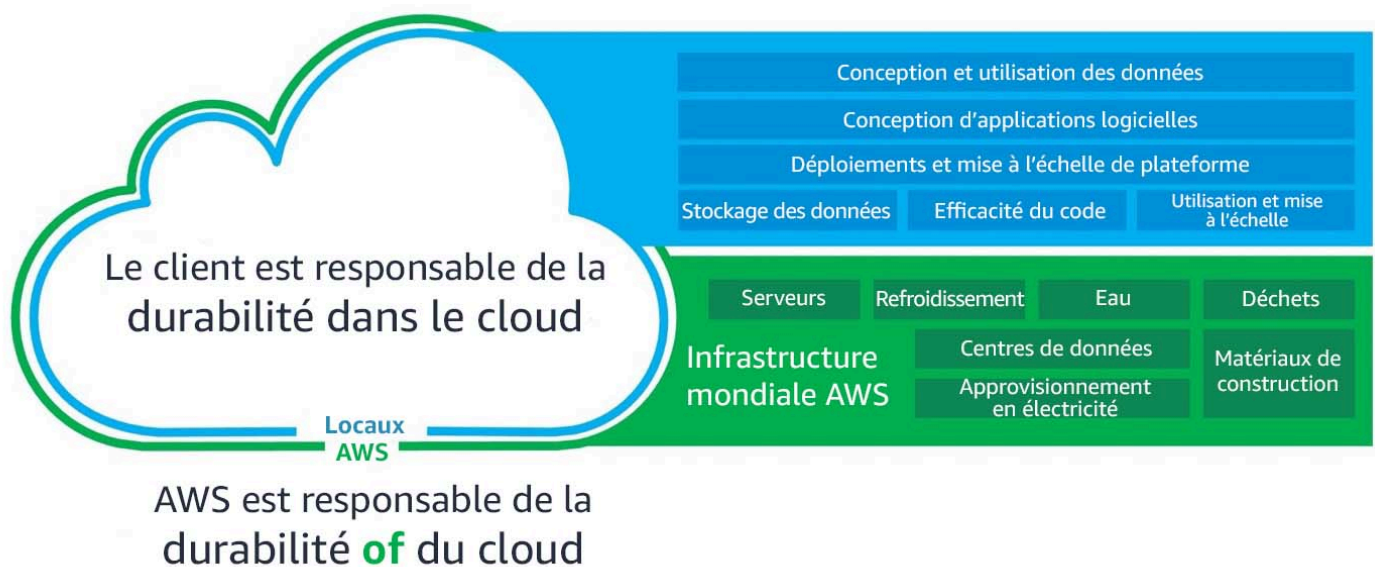 Conception et utilisation des données
Conception d'applications logicielles
Déploiements et mise à l'échelle de plateforme
Stockage des données
Efficacité du code
Utilisation et mise
à l'échelle
Le client est responsable de la
durabilité dans le cloud
Serveurs
Refroidissement
Eau
Déchets
Infrastructure
mondiale AWS
Centres de données
Approvisionnement
en électricité
Matériaux de
construction
Locaux
AWS
AWS est responsable de la
durabilité of du cloud